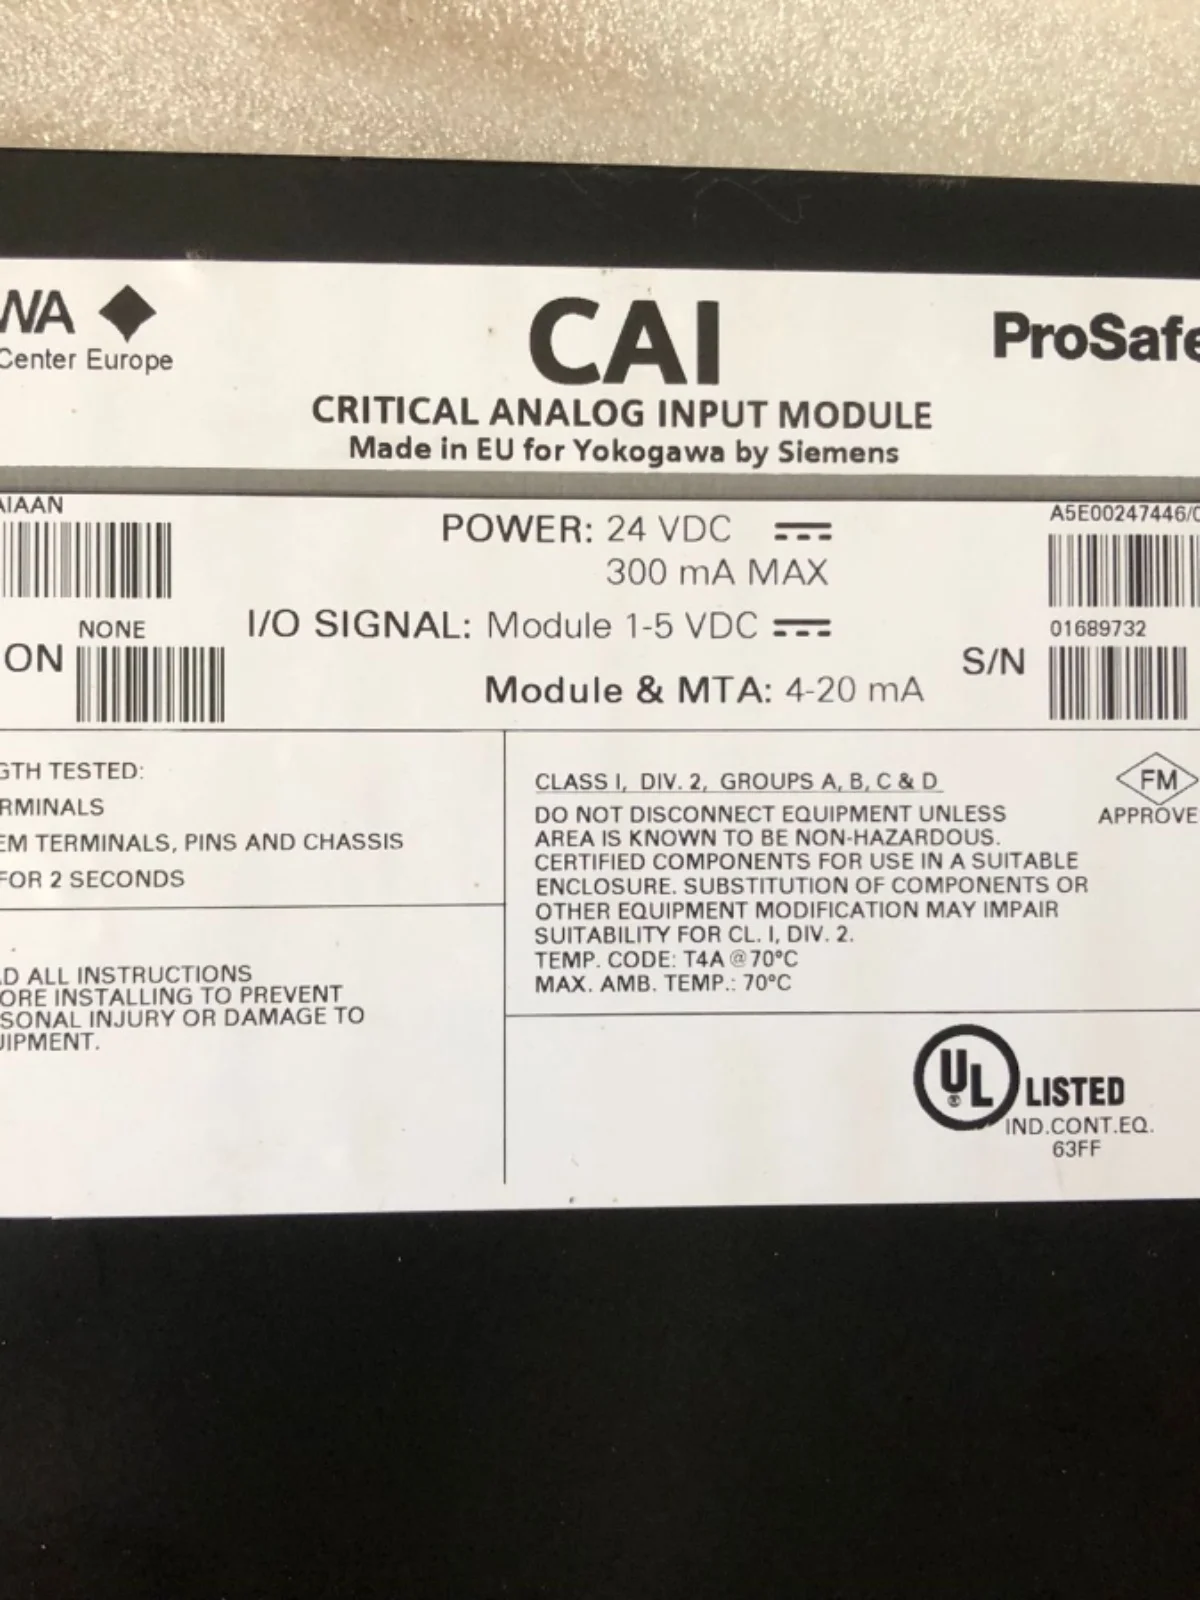 WA
Center Europe
CAI
ProSafe
CRITICAL ANALOG INPUT MODULE
Made in EU for Yokogawa by Siemens
AIAAN
POWER: 24 VDC
300 mA MAX
A5E00247446/0
NONE
ON
I/O SIGNAL: Module 1-5 VDC
Module & MTA: 4-20 mA
01689732
S/N
GTH TESTED:
RMINALS
EM TERMINALS, PINS AND CHASSIS
FOR 2 SECONDS
AD ALL INSTRUCTIONS
ORE INSTALLING TO PREVENT
SONAL INJURY OR DAMAGE TO
UIPMENT.
CLASS I, DIV. 2, GROUPS A, B, C & D
DO NOT DISCONNECT EQUIPMENT UNLESS
AREA IS KNOWN TO BE NON-HAZARDOUS.
CERTIFIED COMPONENTS FOR USE IN A SUITABLE
ENCLOSURE. SUBSTITUTION OF COMPONENTS OR
OTHER EQUIPMENT MODIFICATION MAY IMPAIR
SUITABILITY FOR CL. I, DIV. 2.
TEMP. CODE: T4A @70°C
MAX. AMB. TEMP.: 70°C
FM
APPROVE
UL
®
LISTED
IND.CONT.EQ.
63FF